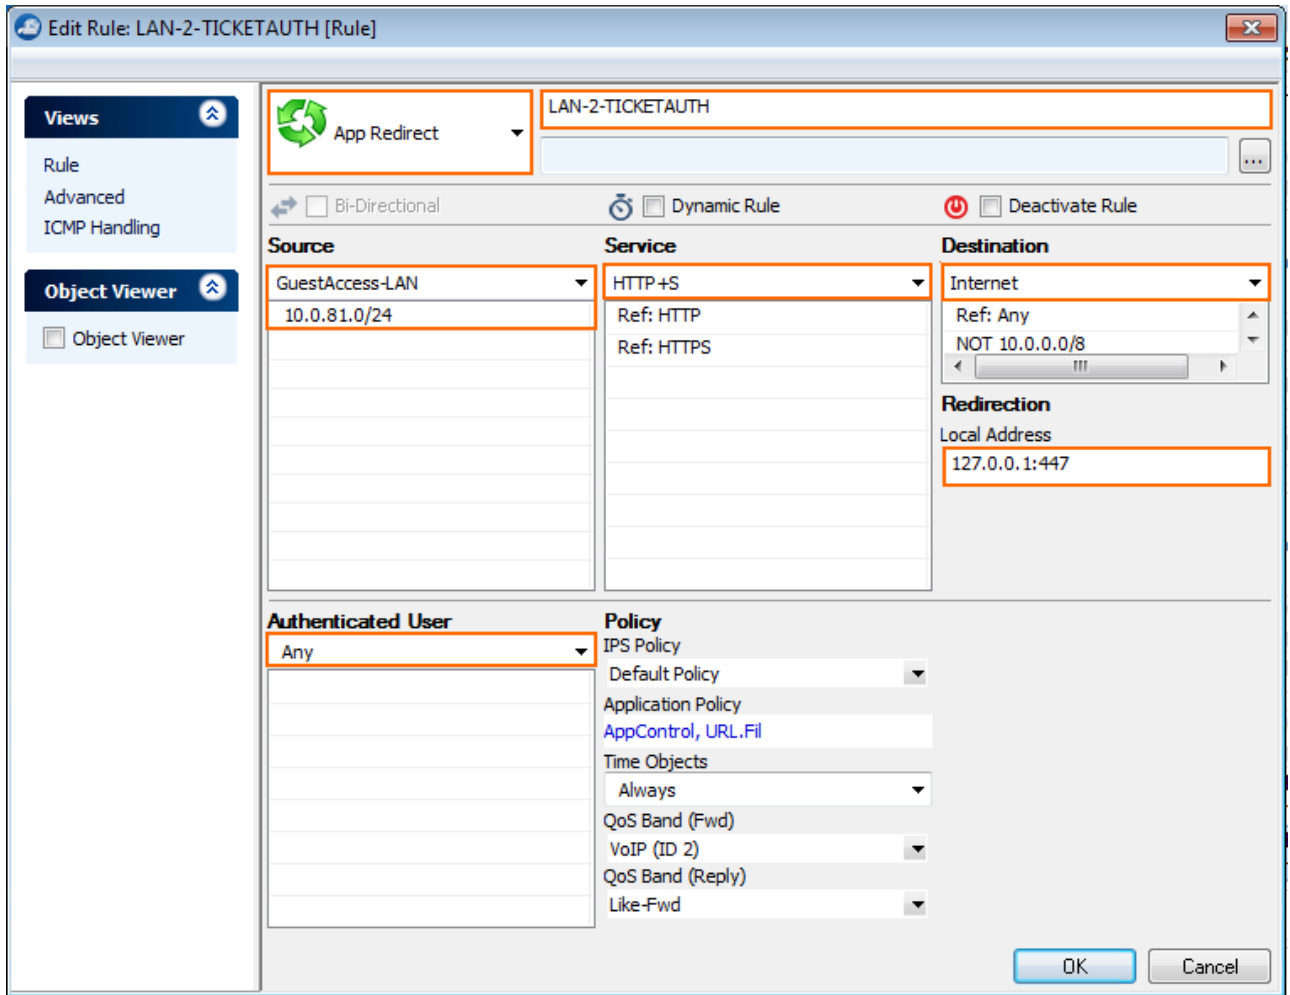 Edit Rule: LAN-2-TICKETAUTH [Rule]
Views
Rule
Advanced
ICMP Handling
Object Viewer
Object Viewer
App Redirect
LAN-2-TICKETAUTH
...
Bi-Directional
Dynamic Rule
Deactivate Rule
Source
Service
Destination
GuestAccess-LAN
HTTP+S
Internet
10.0.81.0/24
Ref: HTTP
Ref: Any
Ref: HTTPS
NOT 10.0.0.0/8
Redirection
Local Address
127.0.0.1:447
Authenticated User
Any
Policy
IPS Policy
Default Policy
Application Policy
AppControl, URL.Fil
Time Objects
Always
QoS Band (Fwd)
VoIP (ID 2)
QoS Band (Reply)
Like-Fwd
OK
Cancel